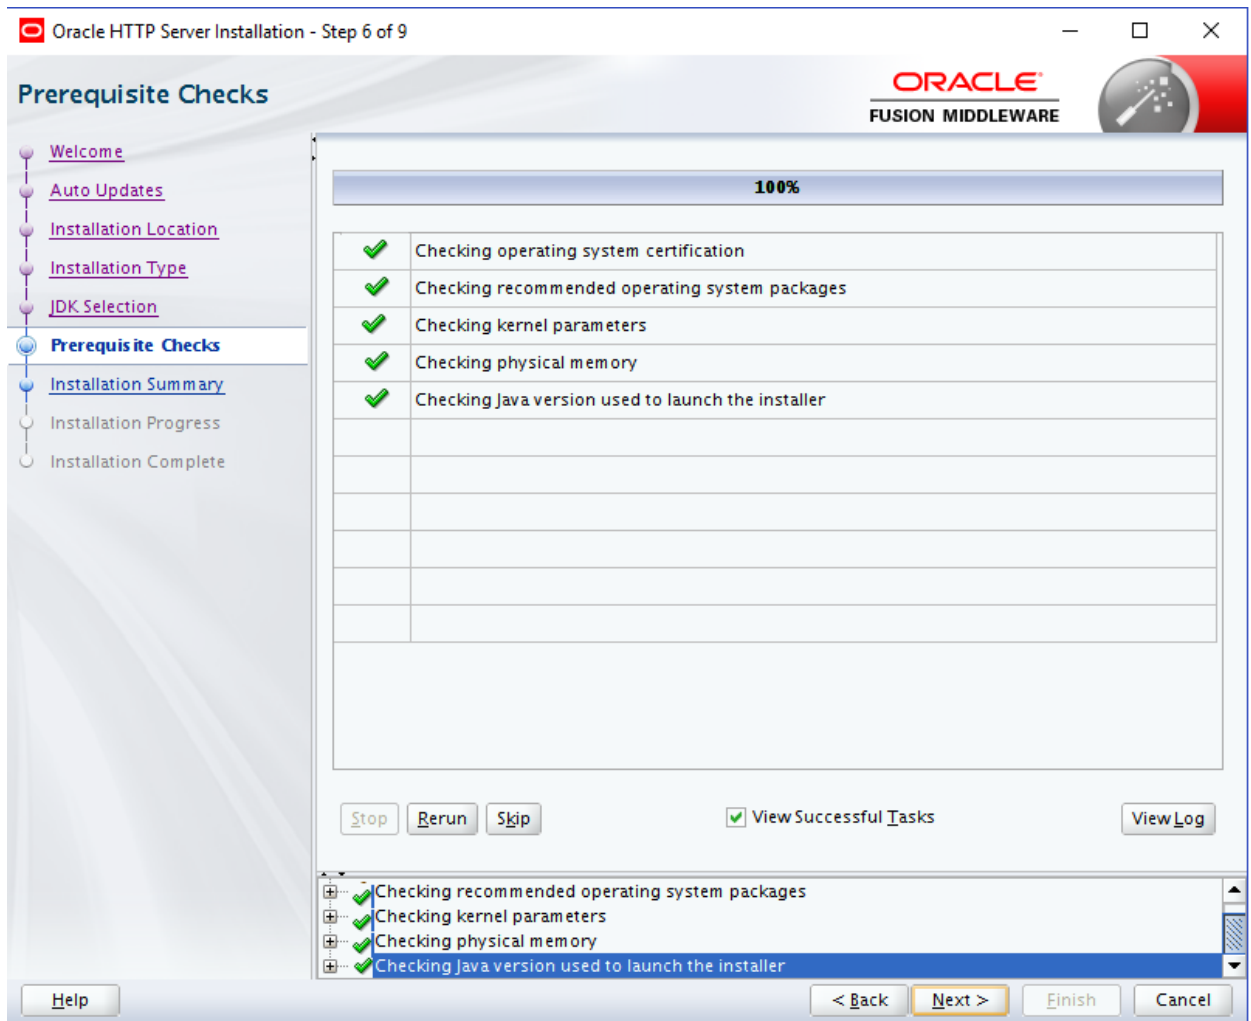 Oracle HTTP Server Installation - Step 6 of 9
Prerequisite Checks
ORACLE
FUSION MIDDLEWARE
Welcome
Auto Updates
Installation Location
Installation Type
JDK Selection
Prerequisite Checks
Installation Summary
Installation Progress
Installation Complete
100%
Checking operating system certification
Checking recommended operating system packages
Checking kernel parameters
Checking physical memory
Checking Java version used to launch the installer
Stop Rerun Skip View Successful Tasks View Log
Checking recommended operating system packages
Checking kernel parameters
Checking physical memory
Checking Java version used to launch the installer
Help < Back Next > Finish Cancel